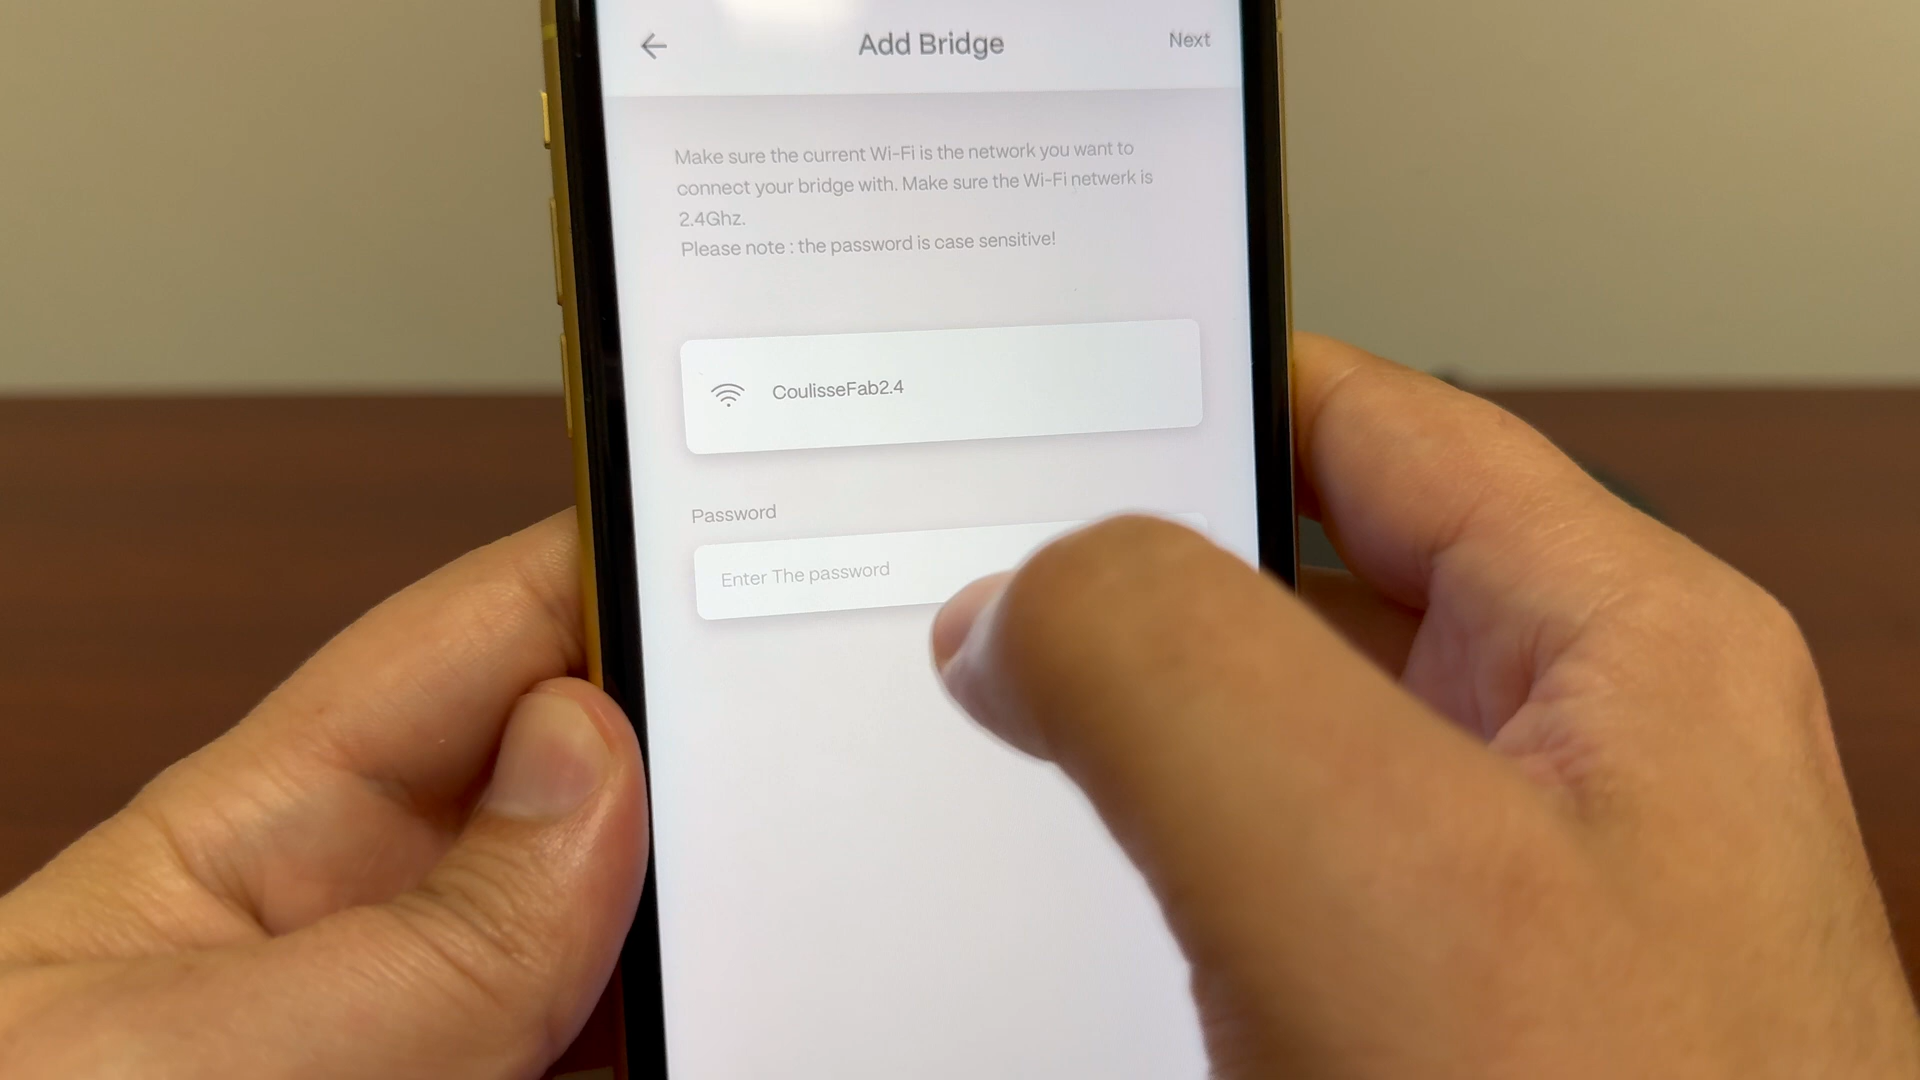 Add Bridge
Next
Make sure the current Wi-Fi is the network you want to
connect your bridge with. Make sure the Wi-Fi netwerk is
2.4Ghz.
Please note : the password is case sensitive!
CoulisseFab2.4
Password
Enter The password